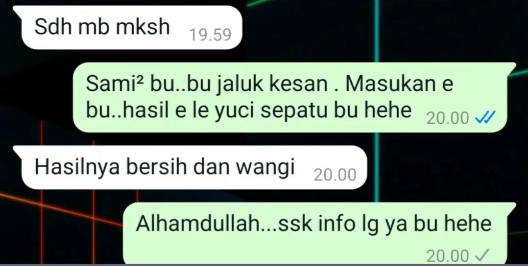 Sdh mb mksh 19.59
Sami² bu..bu jaluk kesan . Masukan e
bu..hasil e le yuci sepatu bu hehe 20.00
Hasilnya bersih dan wangi 20.00
Alhamdullah...ssk info lg ya bu hehe
20.00